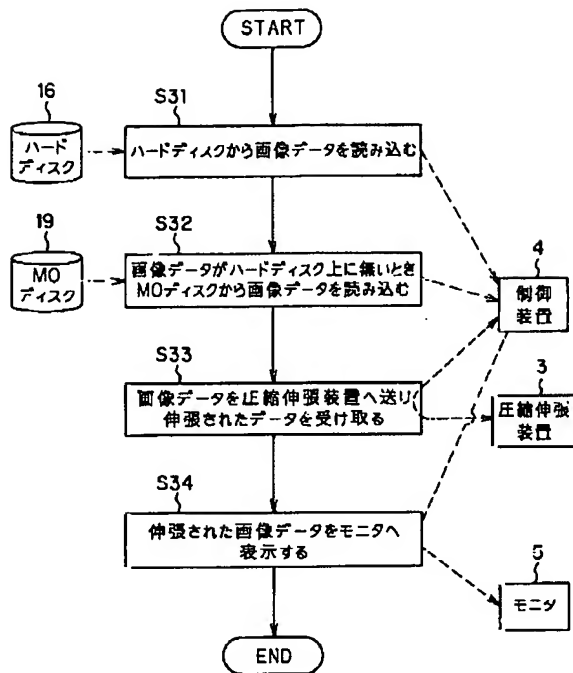 START
16
ハード
ディスク
S31
ハードディスクから画像データを読み込む
19
MO
ディスク
S32
画像データがハードディスク上に無いとき
MOディスクから画像データを読み込む
4
制御
装置
S33
画像データを圧縮伸張装置へ送り
伸張されたデータを受け取る
3
圧縮伸張
装置
S34
伸張された画像データをモニタへ
表示する
5
モニタ
END